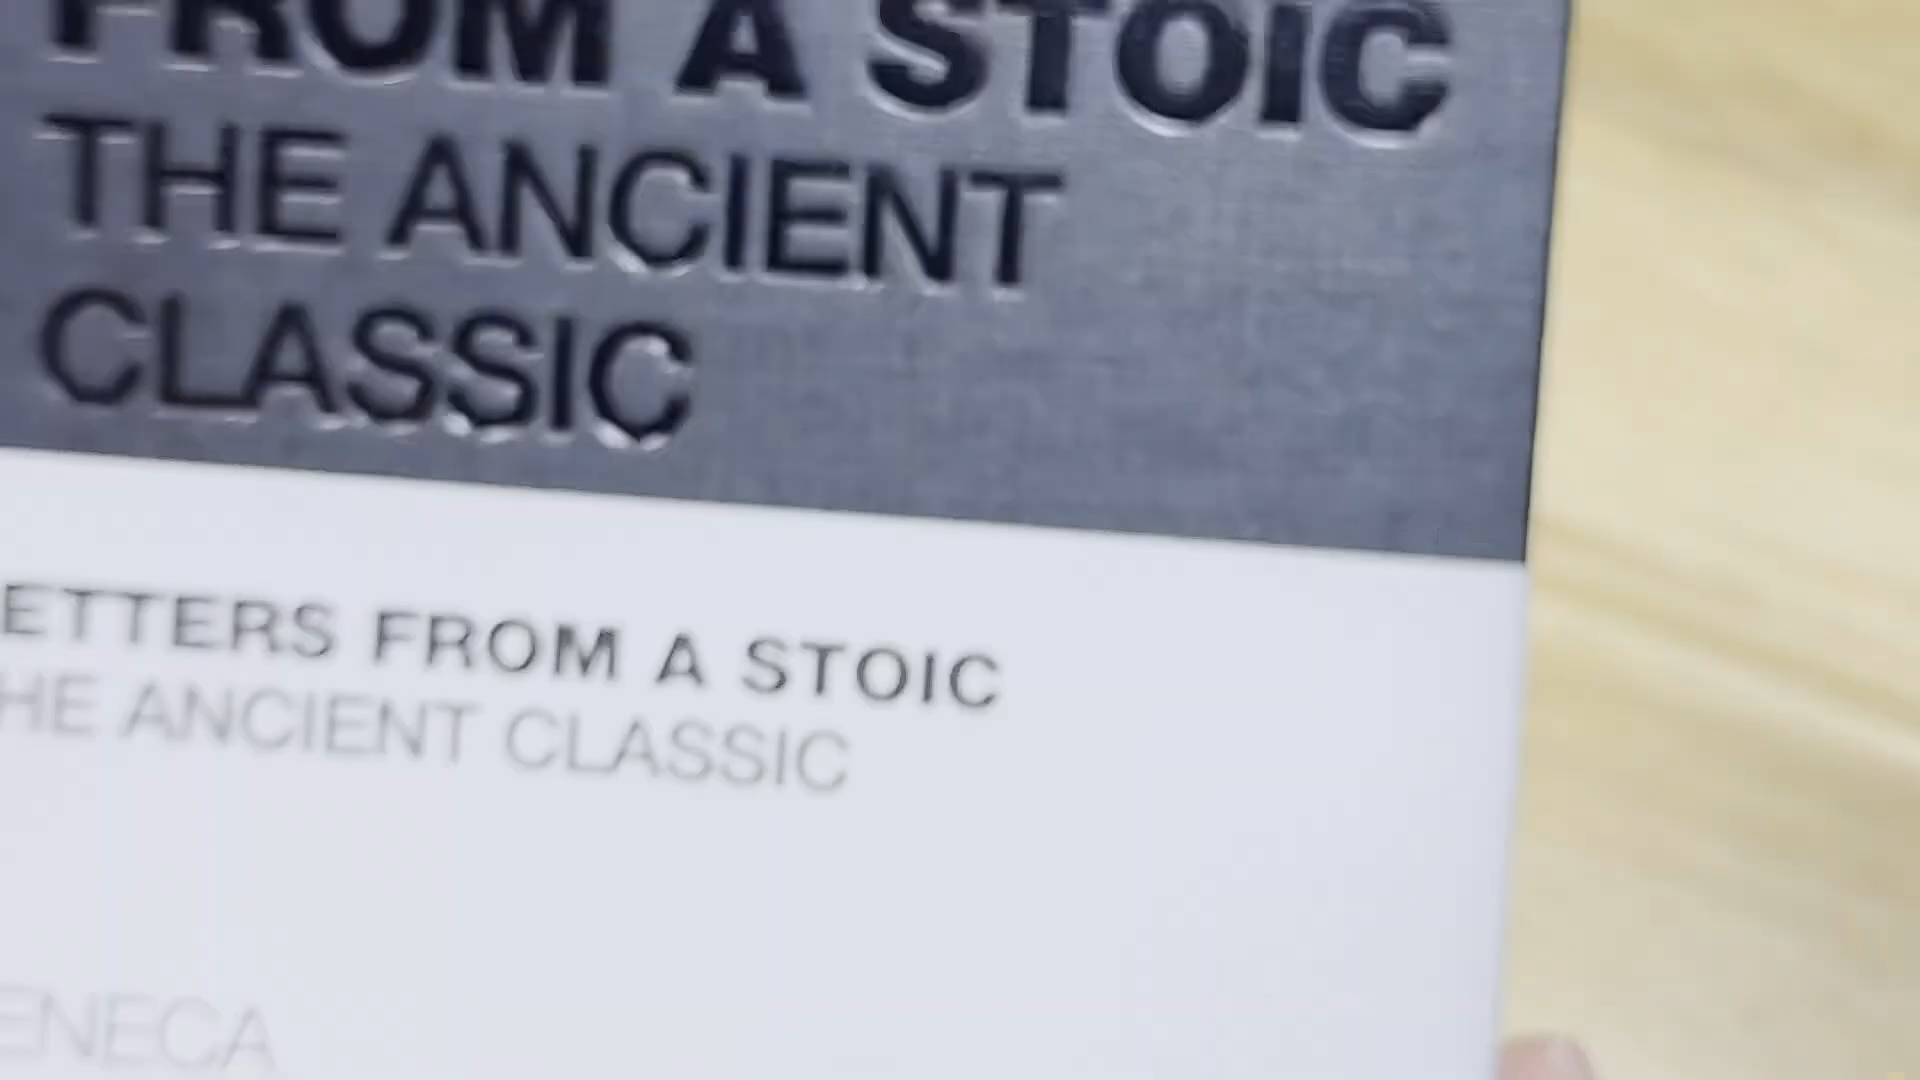 FROM A STOIC
THE ANCIENT
CLASSIC
ETTERS FROM A STOIC
HE ANCIENT CLASSIC
ENECA